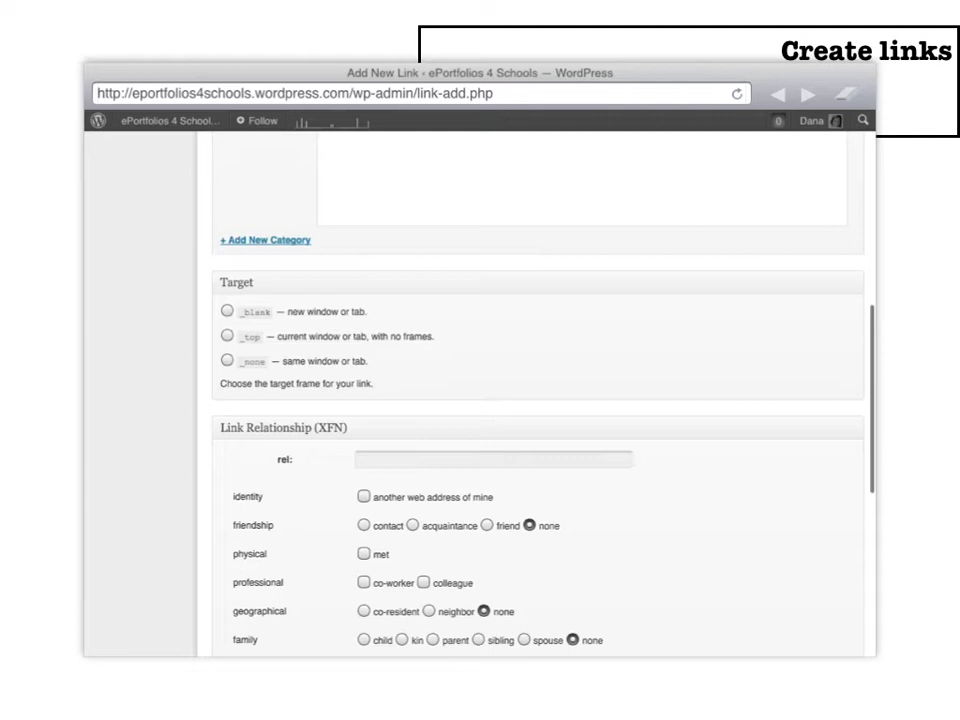 Create links
Add New Link ‹ ePortfolios 4 Schools — WordPress
http://eportfolios4schools.wordpress.com/wp-admin/link-add.php
ePortfolios 4 School... Follow 0 Dana
+ Add New Category
Target
_blank — new window or tab.
_top — current window or tab, with no frames.
_none — same window or tab.
Choose the target frame for your link.
Link Relationship (XFN)
rel:
identity another web address of mine
friendship contact acquaintance friend none
physical met
professional co-worker colleague
geographical co-resident neighbor none
family child kin parent sibling spouse none